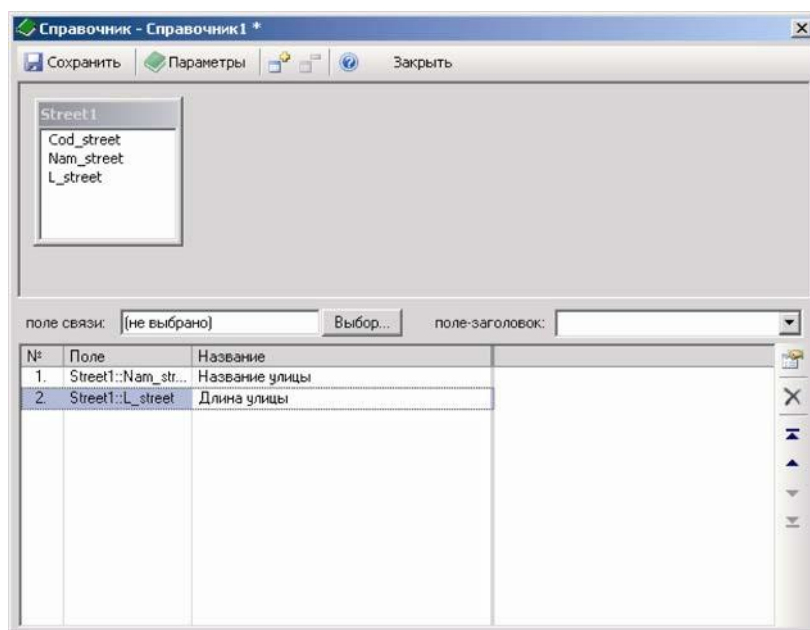 Справочник - Справочник1 *
Сохранить Параметры Закрыть
Street1
Cod_street
Nam_street
L_street
поле связи: (не выбрано) Выбор... поле-заголовок:
№ Поле Название
1. Street1::Nam_str... Название улицы
2. Street1::L_street Длина улицы